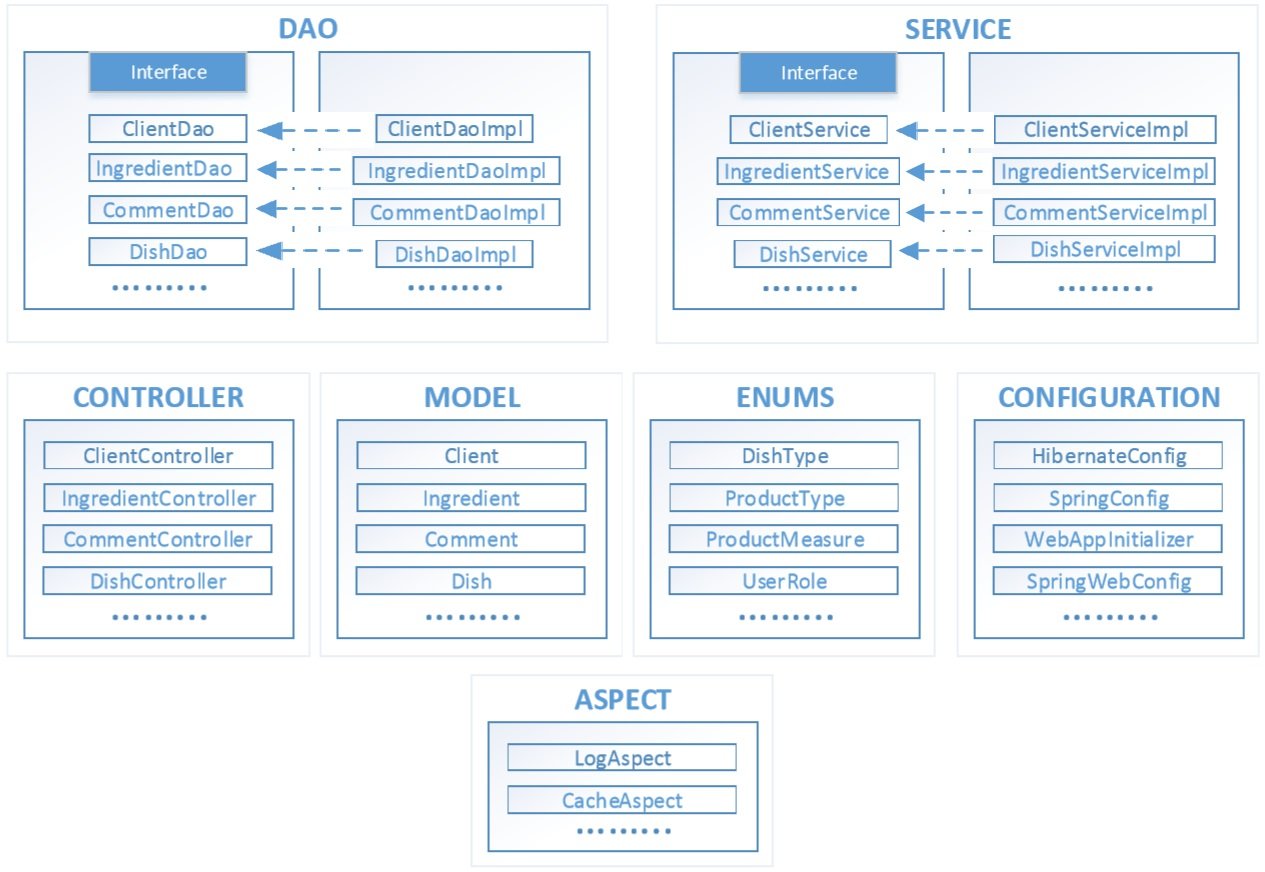 DAO
Interface
ClientDao
IngredientDao
CommentDao
DishDao
.........
ClientDaoImpl
IngredientDaoImpl
CommentDaoImpl
DishDaoImpl
.........
SERVICE
Interface
ClientService
IngredientService
CommentService
DishService
.........
ClientServiceImpl
IngredientServiceImpl
CommentServiceImpl
DishServiceImpl
.........
CONTROLLER
ClientController
IngredientController
CommentController
DishController
.........
MODEL
Client
Ingredient
Comment
Dish
.........
ENUMS
DishType
ProductType
ProductMeasure
UserRole
.........
CONFIGURATION
HibernateConfig
SpringConfig
WebAppInitializer
SpringWebConfig
.........
ASPECT
LogAspect
CacheAspect
.........